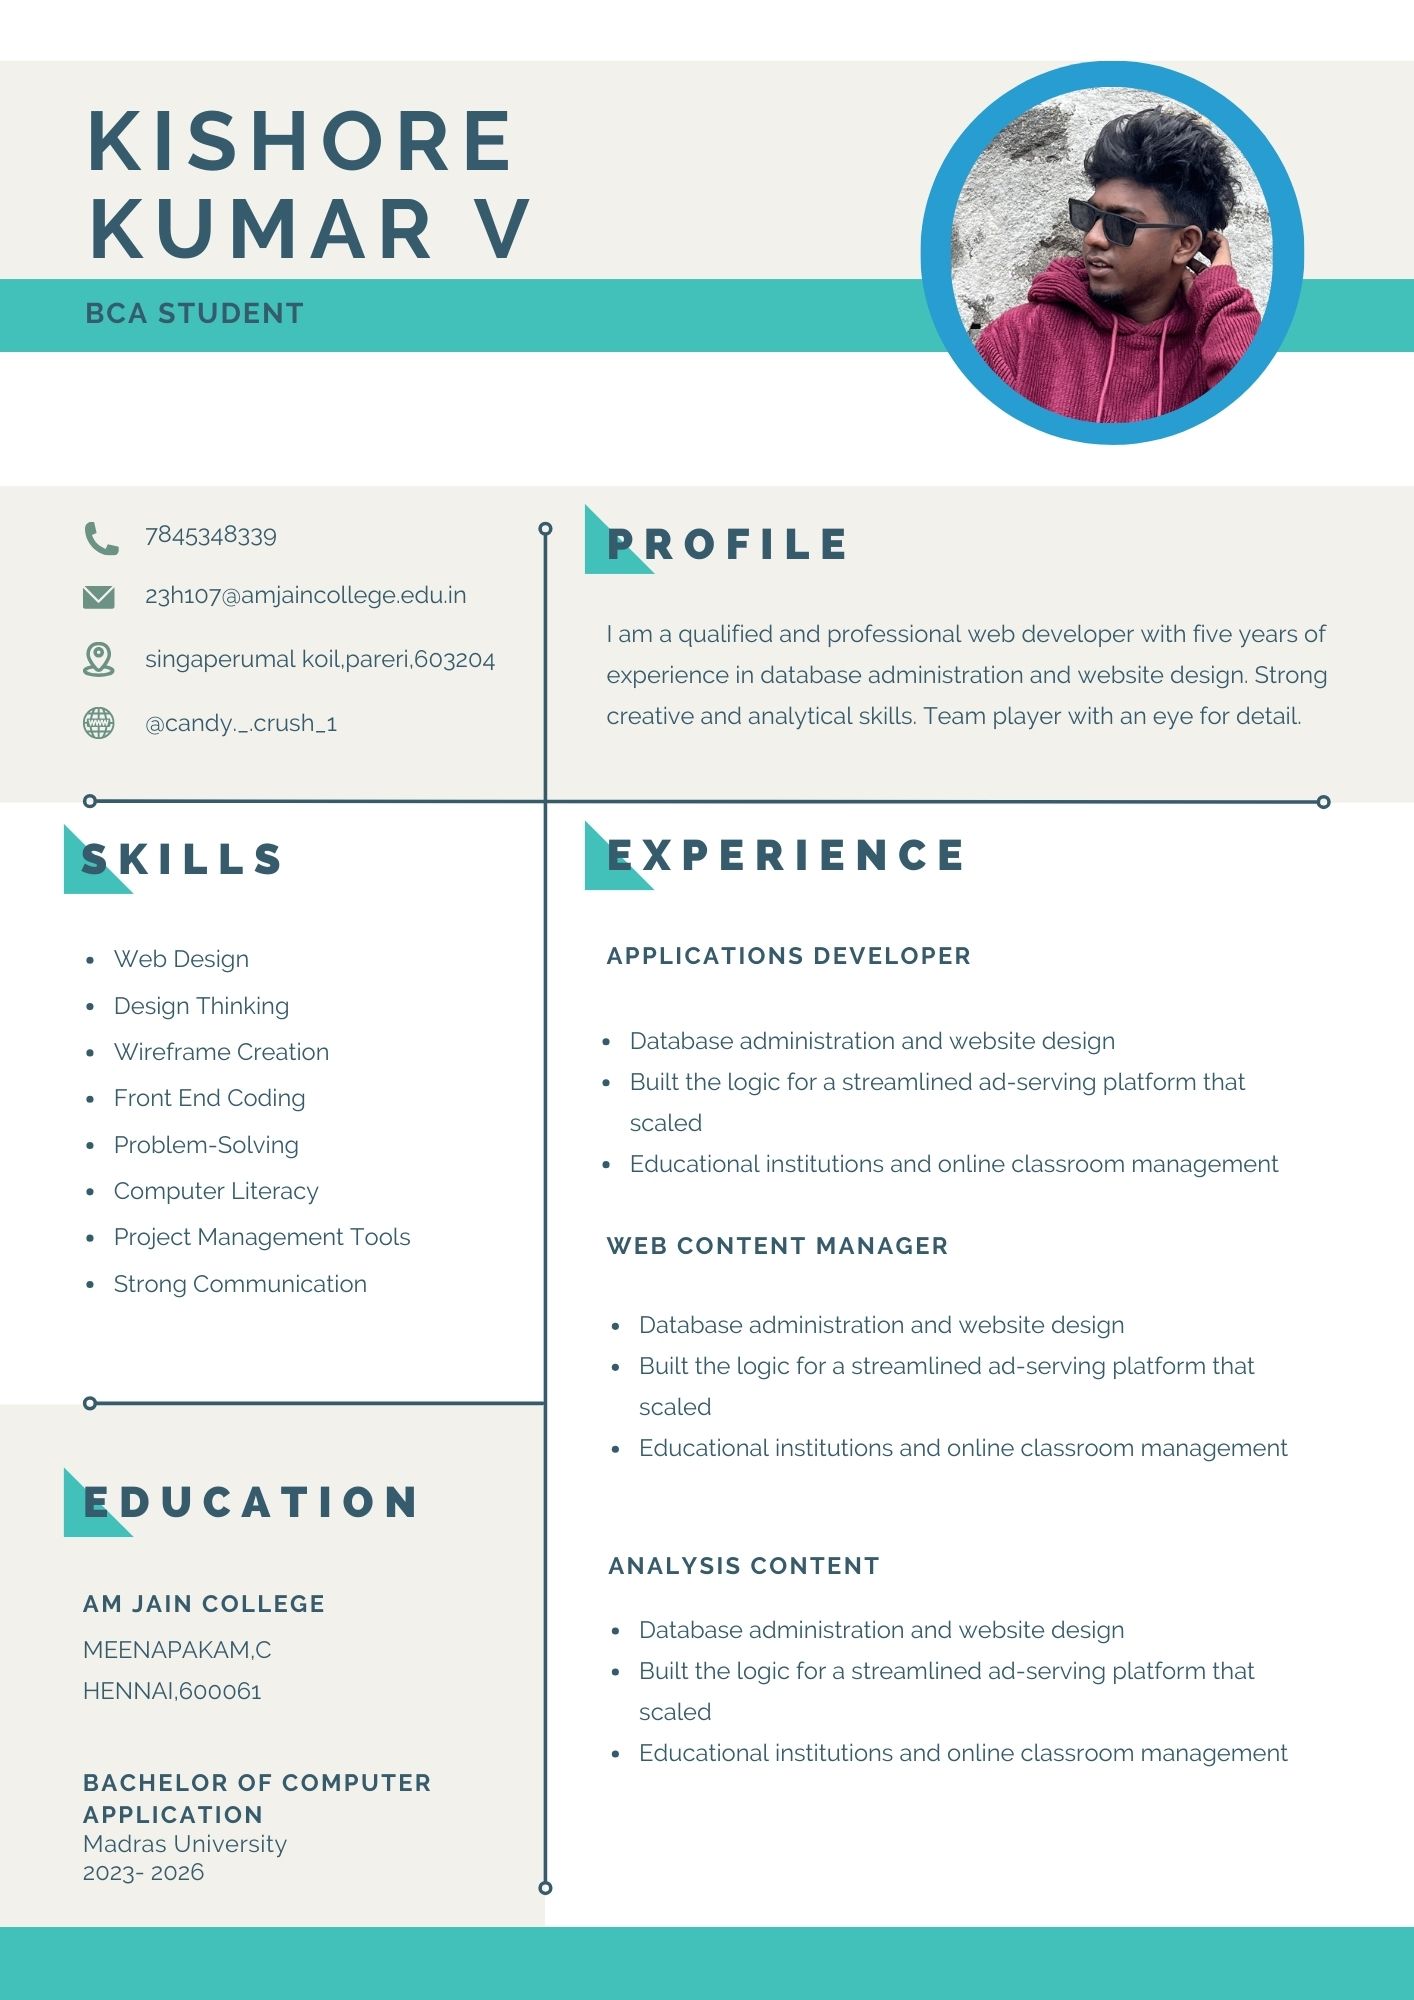 KISHORE
KUMAR V
BCA STUDENT
7845348339
23h107@amjaincollege.edu.in
singaperumal koil,pareri,603204
@candy._.crush_1
PROFILE
I am a qualified and professional web developer with five years of
experience in database administration and website design. Strong
creative and analytical skills. Team player with an eye for detail.
SKILLS
Web Design
Design Thinking
Wireframe Creation
Front End Coding
Problem-Solving
Computer Literacy
Project Management Tools
Strong Communication
EDUCATION
AM JAIN COLLEGE
MEENAPAKAM,C
HENNAI,600061
BACHELOR OF COMPUTER
APPLICATION
Madras University
2023- 2026
EXPERIENCE
APPLICATIONS DEVELOPER
Database administration and website design
Built the logic for a streamlined ad-serving platform that
scaled
Educational institutions and online classroom management
WEB CONTENT MANAGER
Database administration and website design
Built the logic for a streamlined ad-serving platform that
scaled
Educational institutions and online classroom management
ANALYSIS CONTENT
Database administration and website design
Built the logic for a streamlined ad-serving platform that
scaled
Educational institutions and online classroom management